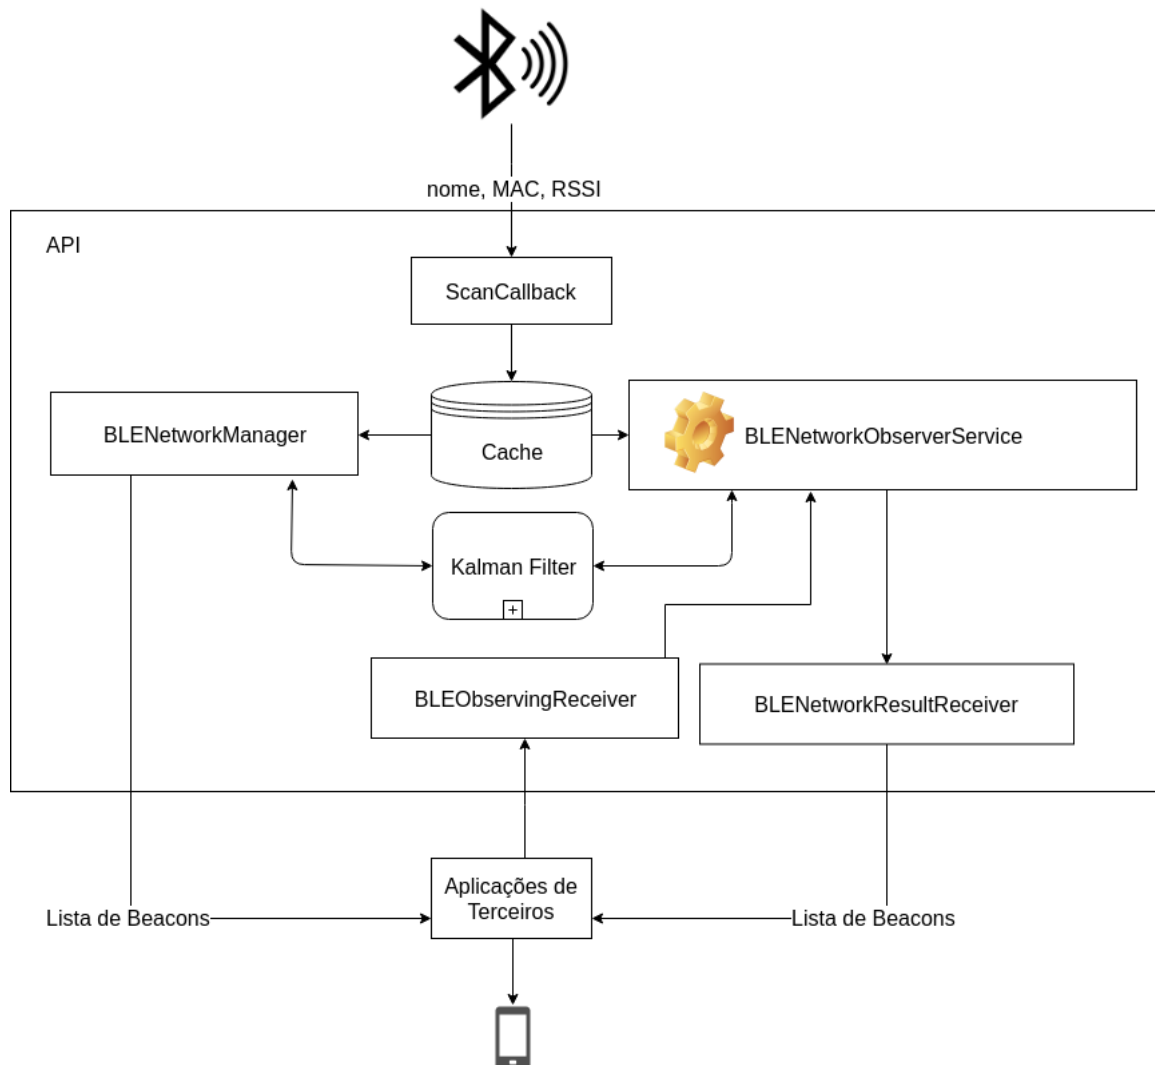 nome, MAC, RSSI
API
ScanCallback
BLENetworkManager
Cache
BLENetworkObserverService
Kalman Filter
+
BLEObservingReceiver
BLENetworkResultReceiver
Aplicações de
Terceiros
Lista de Beacons
Lista de Beacons